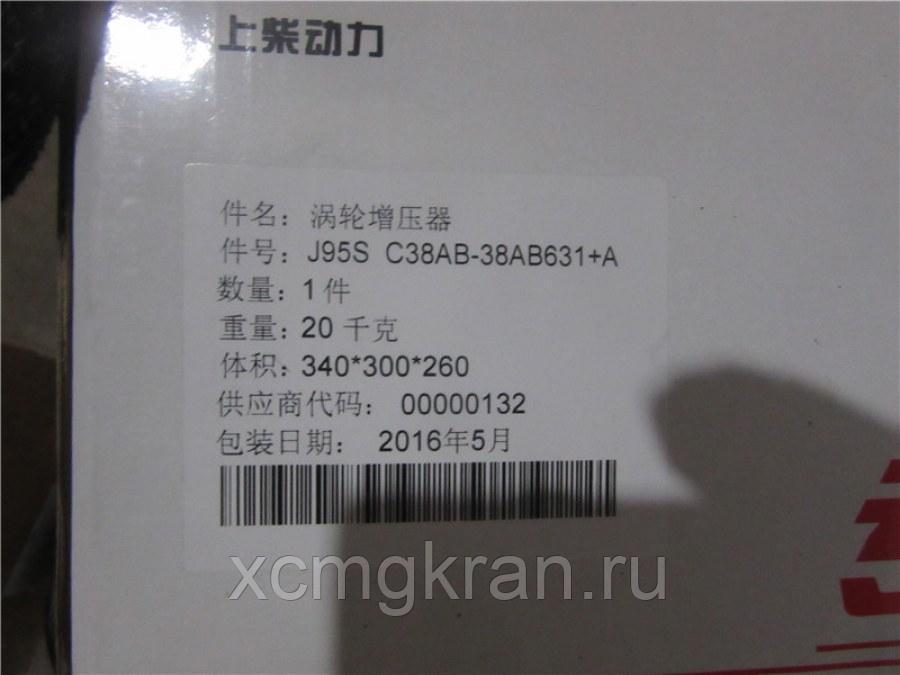 上柴动力
件名: 涡轮增压器
件号: J95S C38AB-38AB631+A
数量: 1 件
重量: 20 千克
体积: 340*300*260
供应商代码: 00000132
包装日期: 2016年5月
xcmgkran.ru